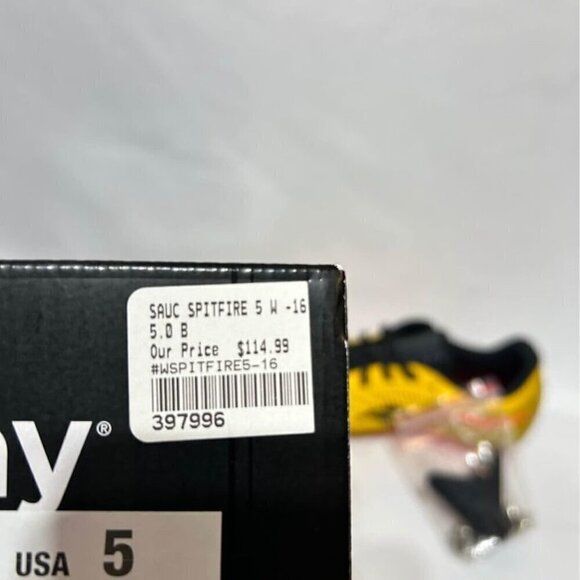 SAUC SPITFIRE 5 W -16
5.0 B
Our Price $114.99
#WSPITFIRE5-16
397996
ny®
USA 5